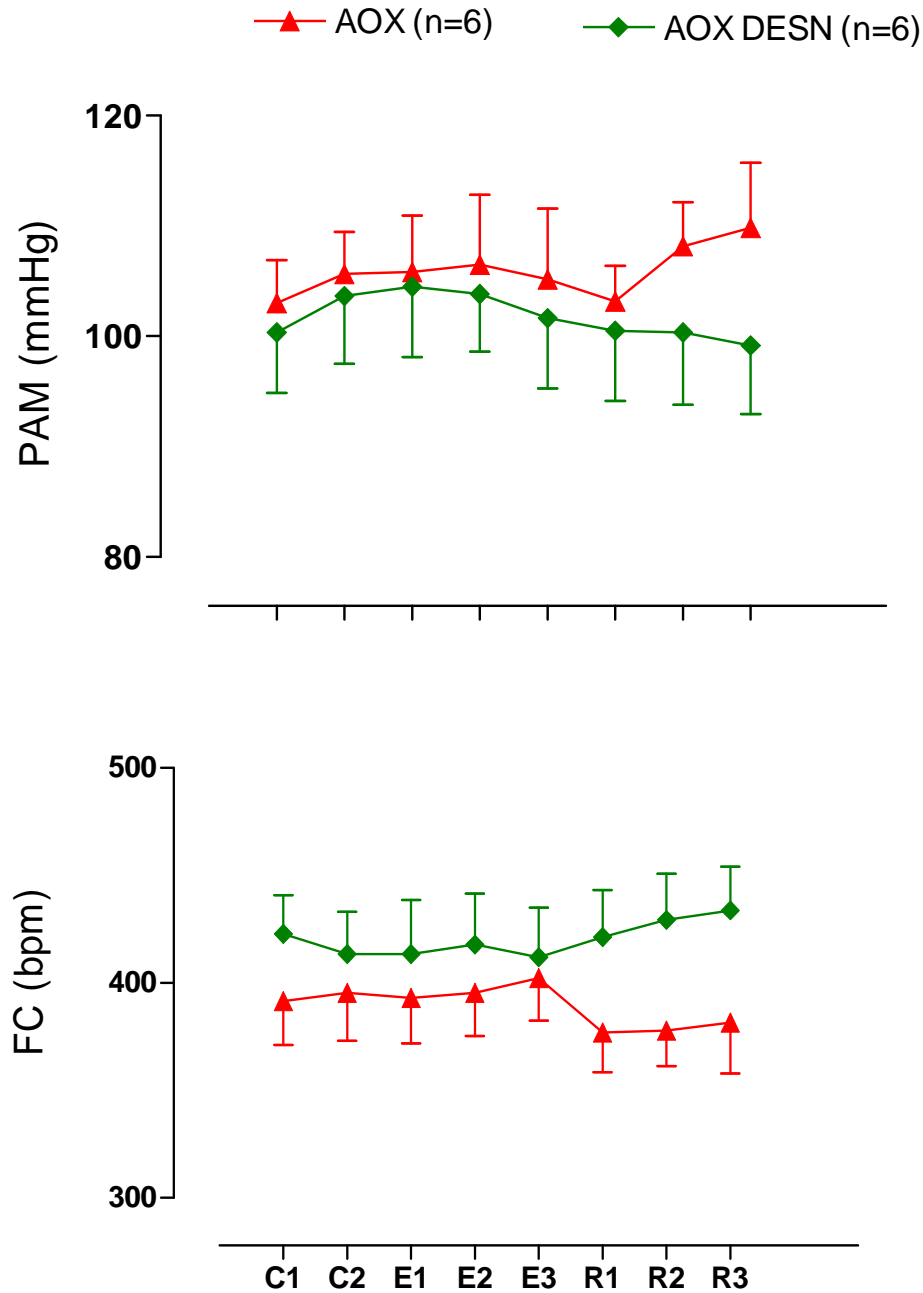 AOX (n=6)
AOX DESN (n=6)
PAM (mmHg)
120
100
80
FC (bpm)
500
400
300
C1 C2 E1 E2 E3 R1 R2 R3